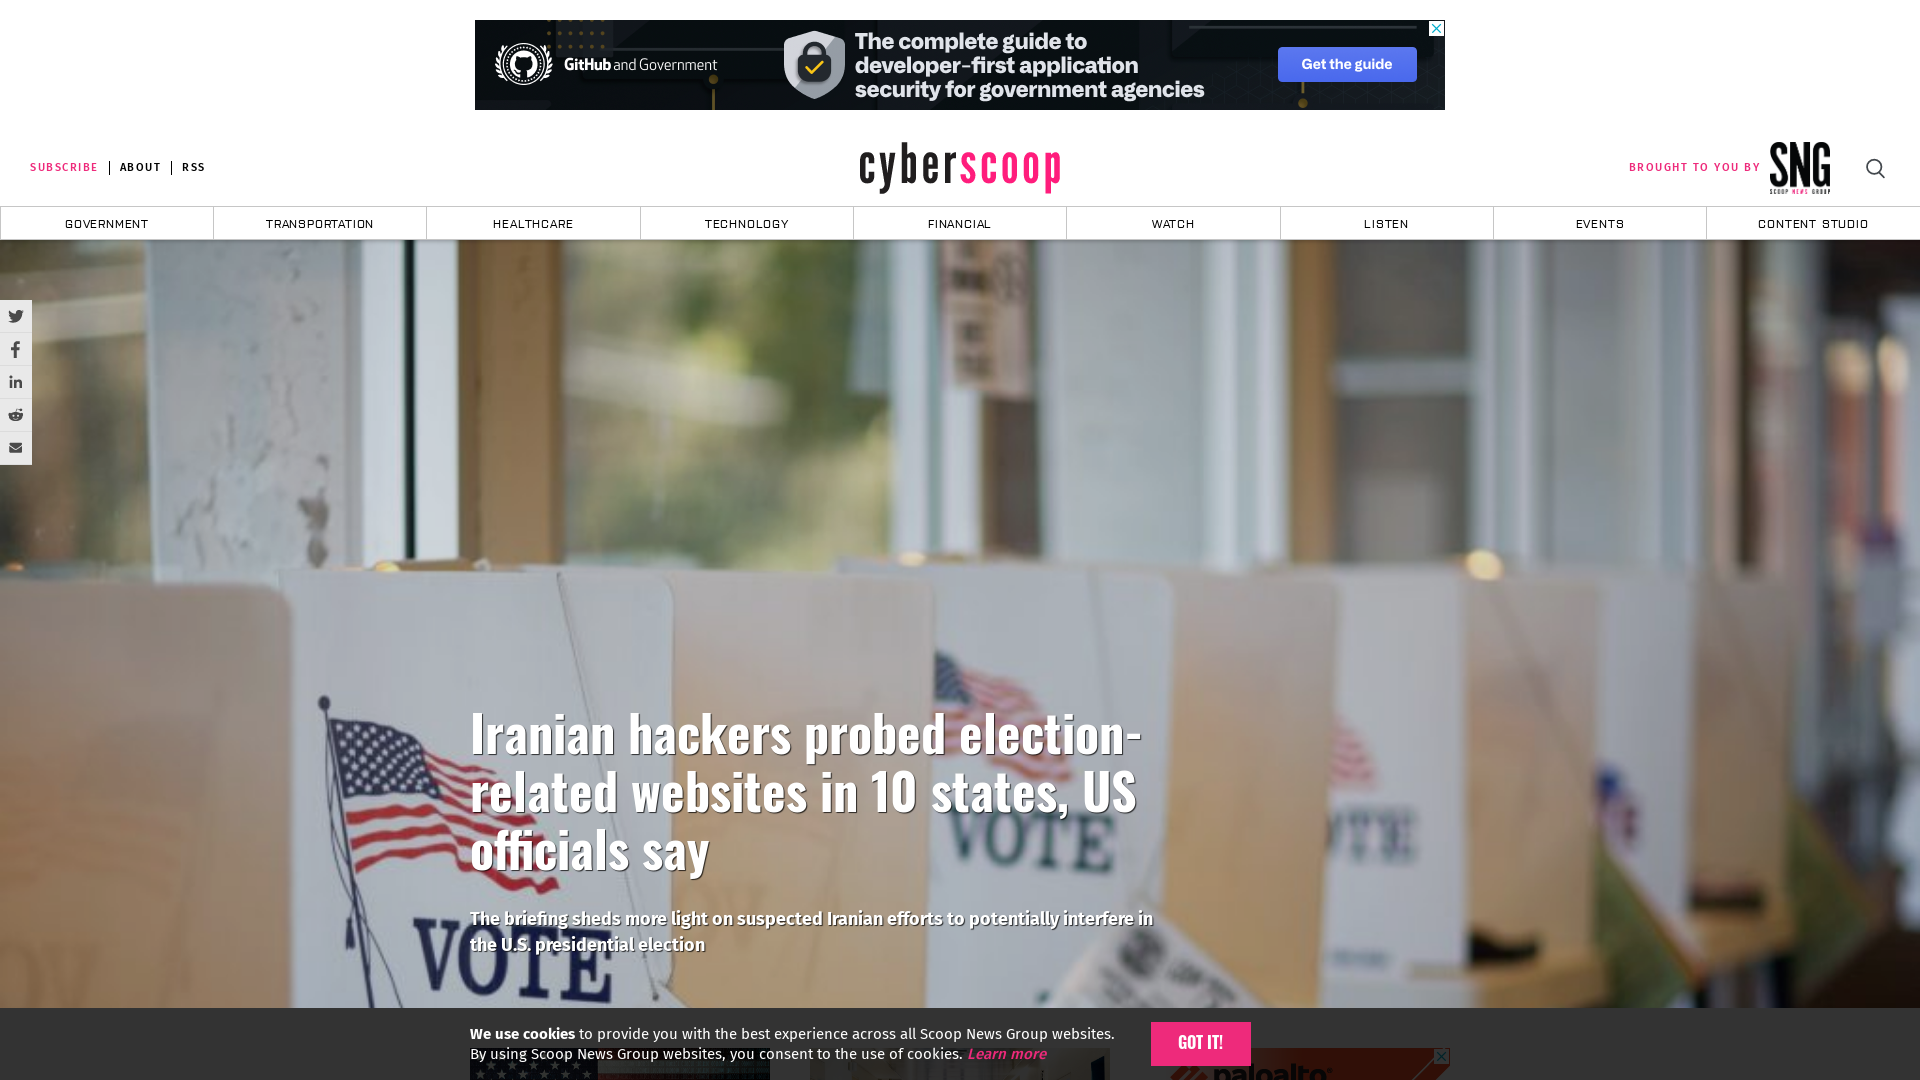 GitHub and Government
The complete guide to
developer-first application
security for government agencies
Get the guide
SUBSCRIBE
ABOUT
RSS
cyberscoop
BROUGHT TO YOU BY
SNG
SCOOP NEWS GROUP
GOVERNMENT
TRANSPORTATION
HEALTHCARE
TECHNOLOGY
FINANCIAL
WATCH
LISTEN
EVENTS
CONTENT STUDIO
Iranian hackers probed election-
related websites in 10 states, US
officials say
VOTE
The briefing sheds more light on suspected Iranian efforts to potentially interfere in
the U.S. presidential election
VOTE
We use cookies to provide you with the best experience across all Scoop News Group websites.
By using Scoop News Group websites, you consent to the use of cookies. Learn more
GOT IT!
paloalto